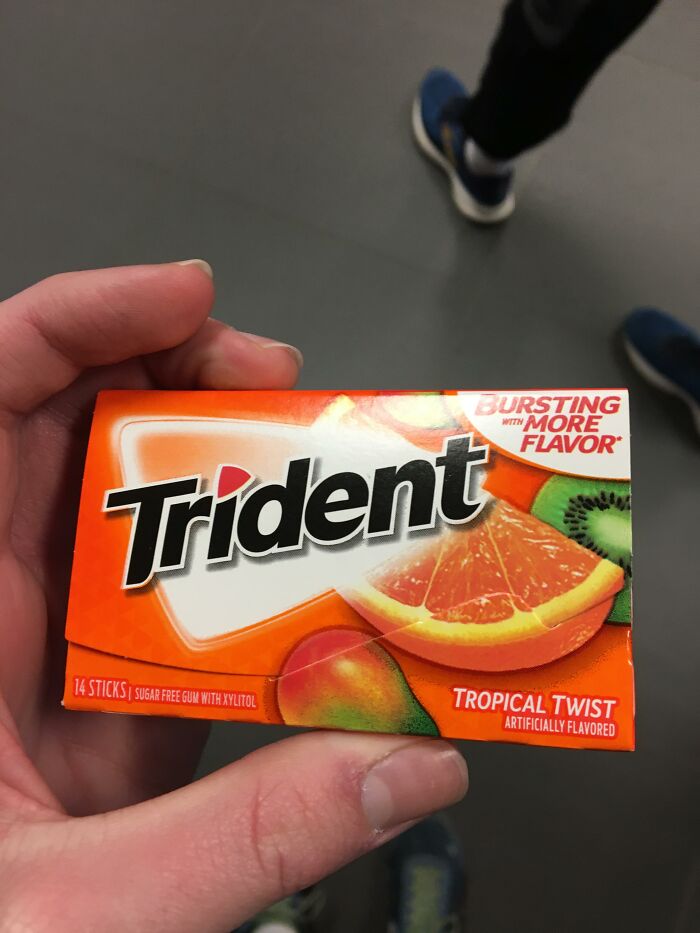 BURSTING
WITH MORE
FLAVOR*
Trident
14 STICKS | SUGAR FREE GUM WITH XYLITOL
TROPICAL TWIST
ARTIFICIALLY FLAVORED